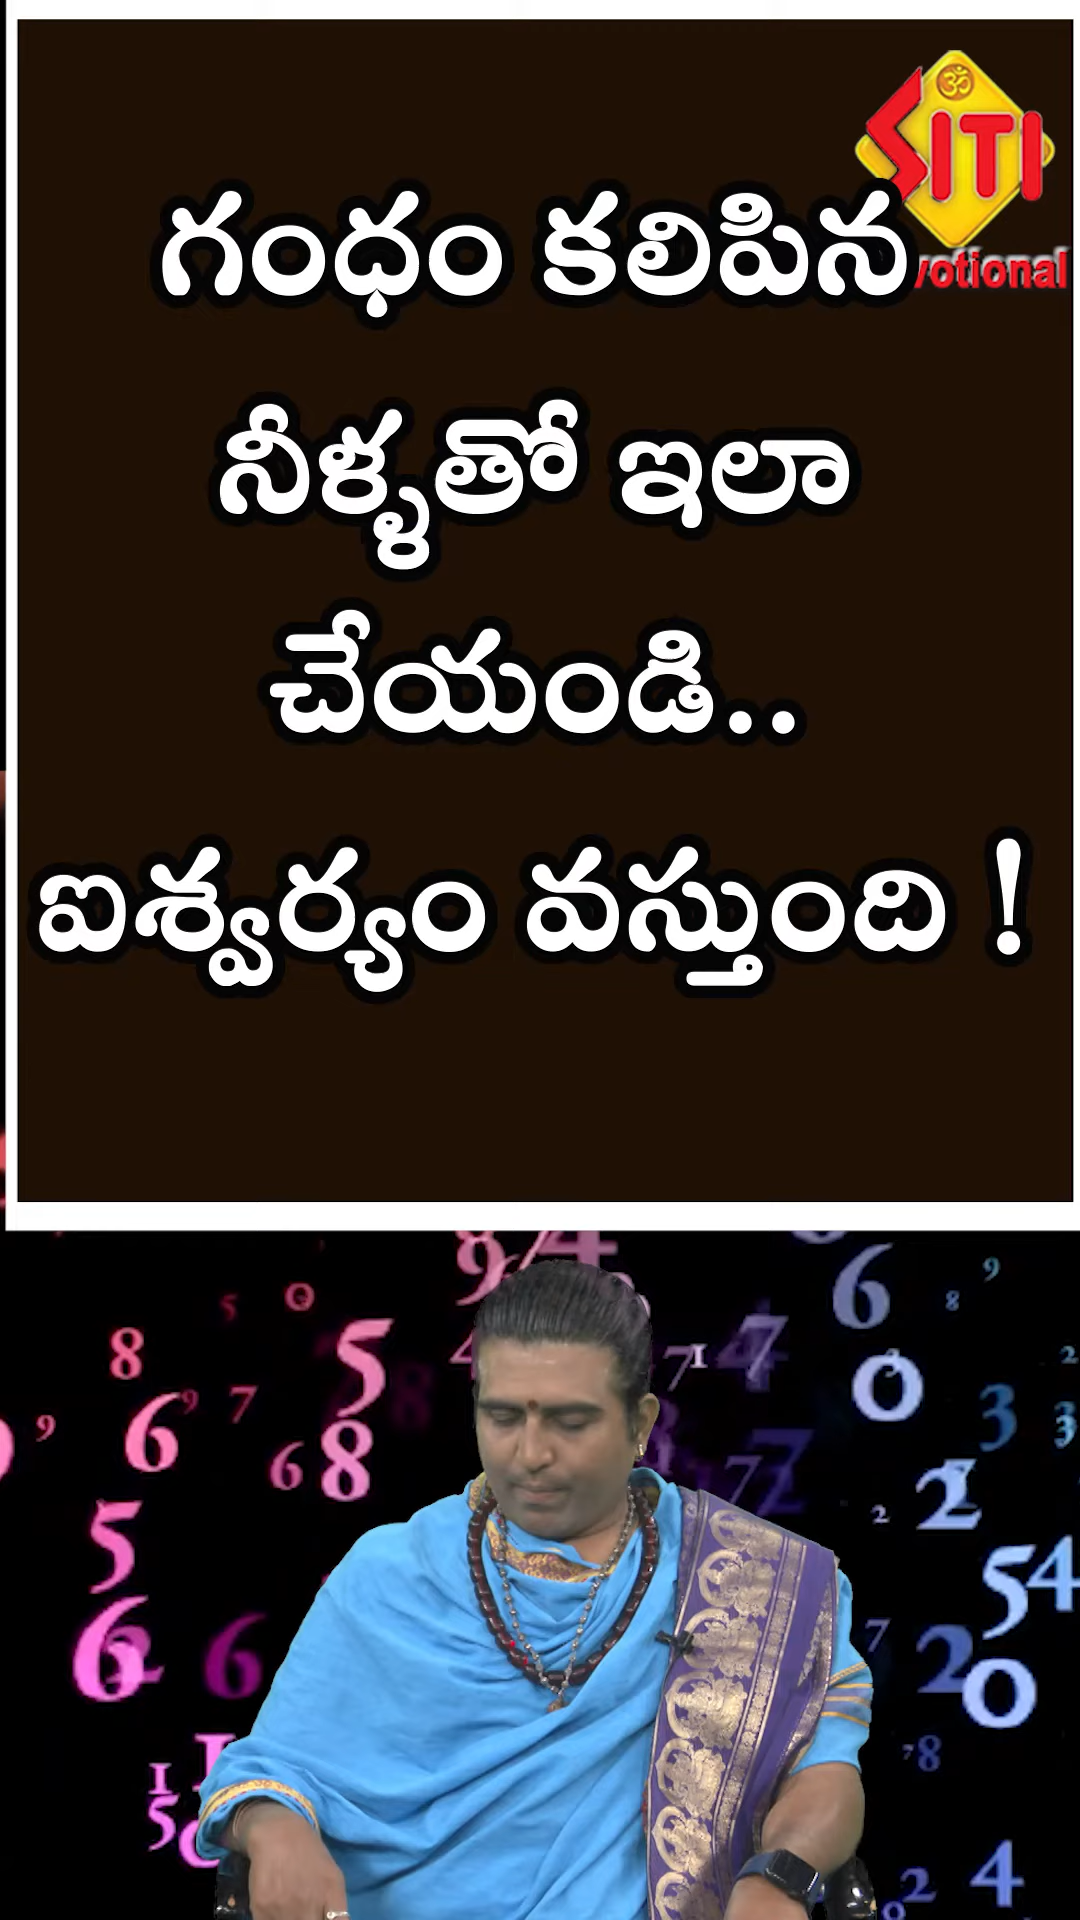 SITI
గంధం కలిపిన
votional
నీళ్ళతో ఇలా
చేయండి..
ఐశ్వర్యం వస్తుంది !